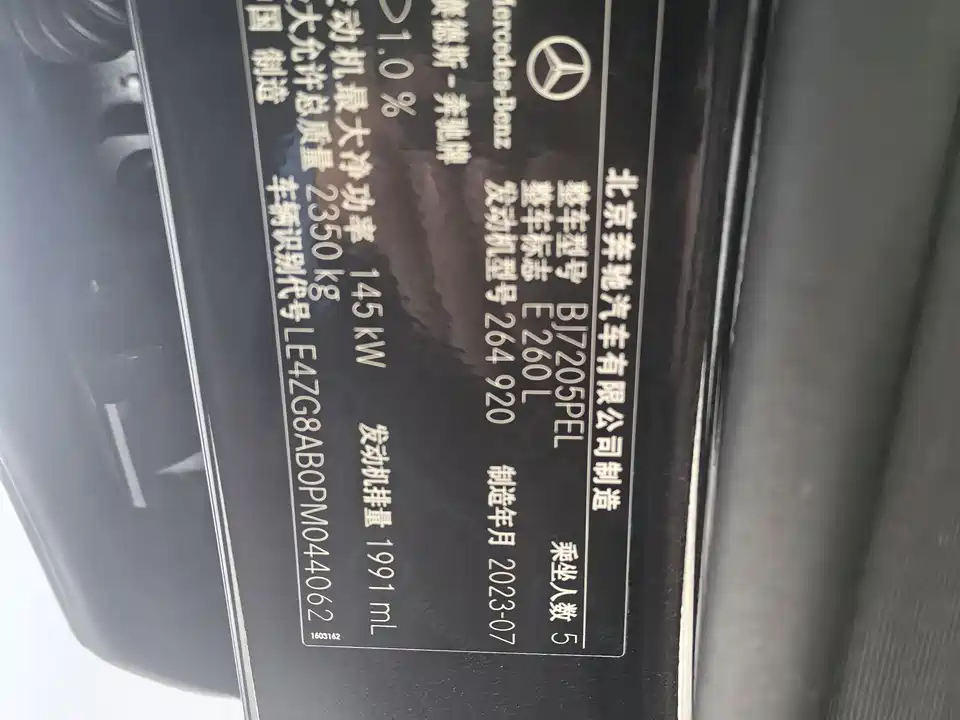 北京奔驰汽车有限公司制造
Mercedes-Benz
整车型号 BJ7205PEL 乘坐人数 5
整车标志 E 260 L
赛德斯-奔驰牌 发动机型号 264 920 制造年月 2023-07
1.0 %
动机最大净功率 145 kW 发动机排量 1991 mL
大允许总质量 2350 kg
国 制造 车辆识别代号 LE4ZG8AB0PM044062
1603162